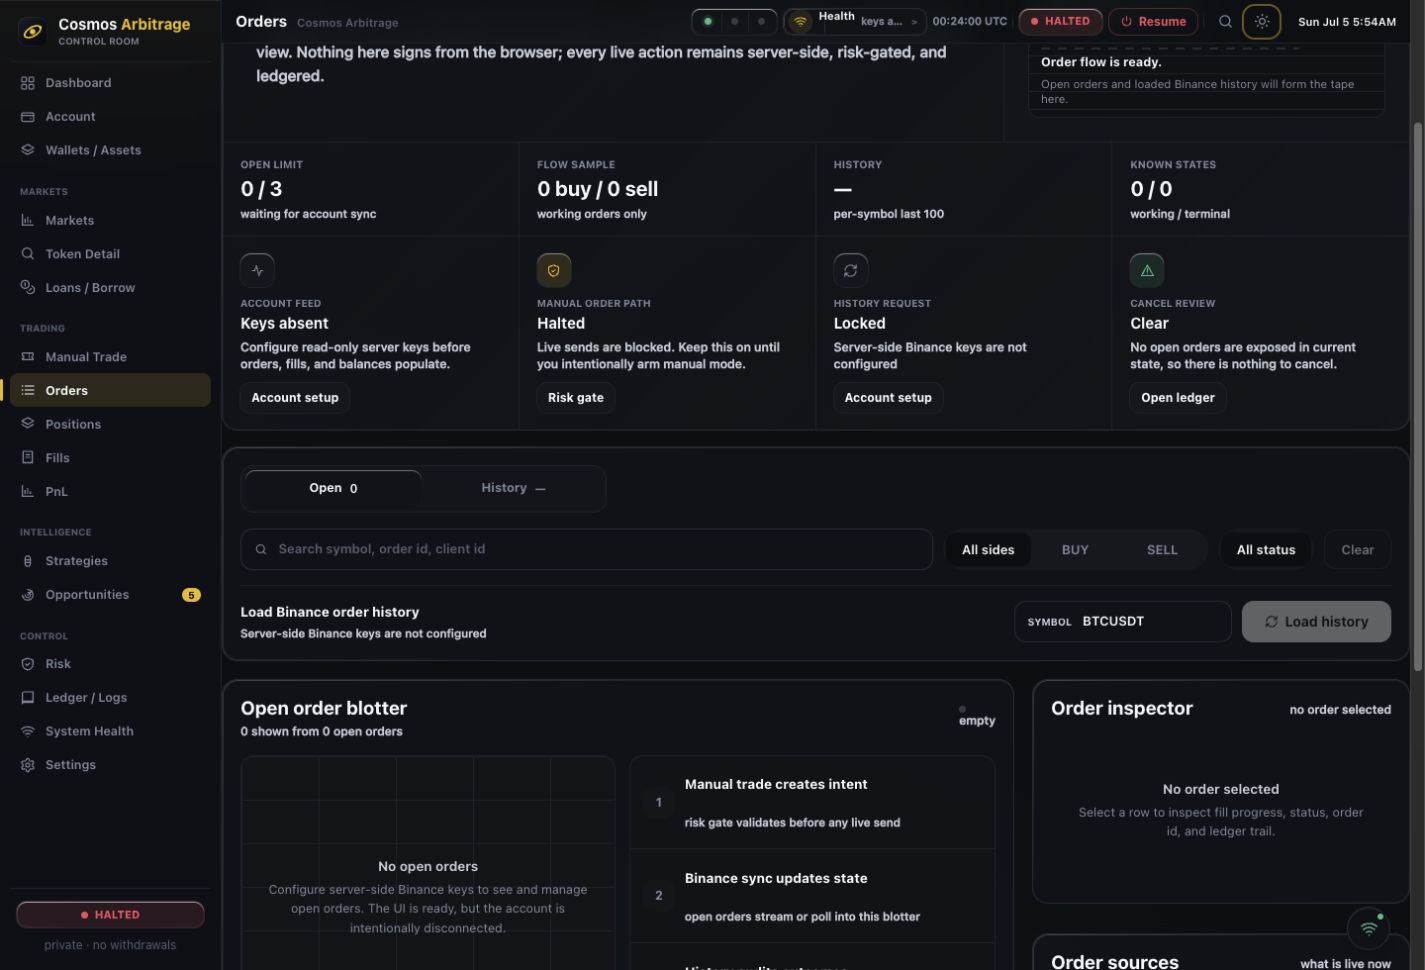 Cosmos Arbitrage
CONTROL ROOM
Dashboard
Account
Wallets / Assets
MARKETS
Markets
Token Detail
Loans / Borrow
TRADING
Manual Trade
Orders
Positions
Fills
PnL
INTELLIGENCE
Strategies
Opportunities 5
CONTROL
Risk
Ledger / Logs
System Health
Settings
HALTED
private · no withdrawals
Orders Cosmos Arbitrage
Health keys a... >
00:24:00 UTC
HALTED
Resume
Sun Jul 5 5:54AM
view. Nothing here signs from the browser; every live action remains server-side, risk-gated, and
ledgered.
Order flow is ready.
Open orders and loaded Binance history will form the tape
here.
OPEN LIMIT
0 / 3
waiting for account sync
FLOW SAMPLE
0 buy / 0 sell
working orders only
HISTORY
—
per-symbol last 100
KNOWN STATES
0 / 0
working / terminal
ACCOUNT FEED
Keys absent
Configure read-only server keys before
orders, fills, and balances populate.
Account setup
MANUAL ORDER PATH
Halted
Live sends are blocked. Keep this on until
you intentionally arm manual mode.
Risk gate
HISTORY REQUEST
Locked
Server-side Binance keys are not
configured
Account setup
CANCEL REVIEW
Clear
No open orders are exposed in current
state, so there is nothing to cancel.
Open ledger
Open 0
History —
Search symbol, order id, client id
All sides
BUY
SELL
All status
Clear
Load Binance order history
Server-side Binance keys are not configured
SYMBOL BTCUSDT
Load history
Open order blotter
0 shown from 0 open orders
empty
No open orders
Configure server-side Binance keys to see and manage
open orders. The UI is ready, but the account is
intentionally disconnected.
1
Manual trade creates intent
risk gate validates before any live send
2
Binance sync updates state
open orders stream or poll into this blotter
Order inspector
no order selected
No order selected
Select a row to inspect fill progress, status, order
id, and ledger trail.
Order sources
what is live now